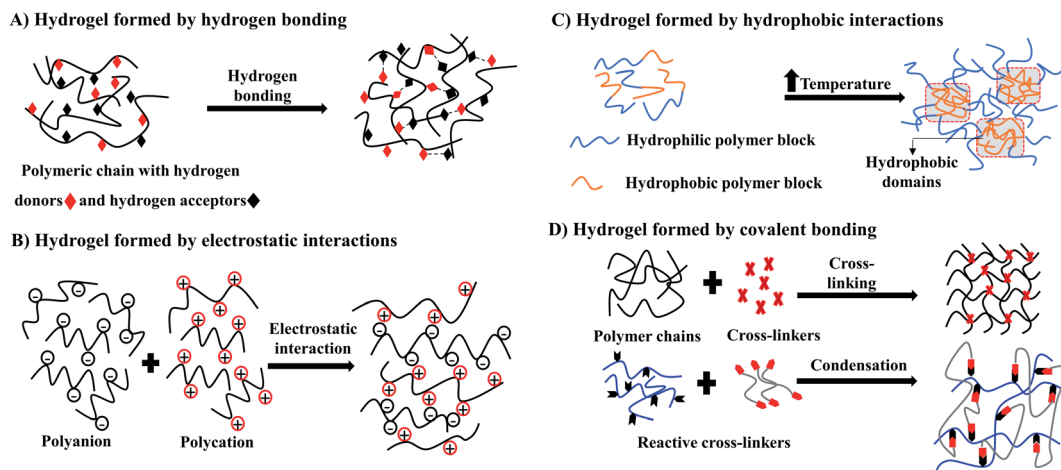 A) Hydrogel formed by hydrogen bonding
Hydrogen
bonding
Polymeric chain with hydrogen
donors and hydrogen acceptors
B) Hydrogel formed by electrostatic interactions
Electrostatic
interaction
Polyanion
Polycation
C) Hydrogel formed by hydrophobic interactions
Temperature
Hydrophilic polymer block
Hydrophobic polymer block
Hydrophobic
domains
D) Hydrogel formed by covalent bonding
Cross-
linking
Polymer chains
Cross-linkers
Condensation
Reactive cross-linkers